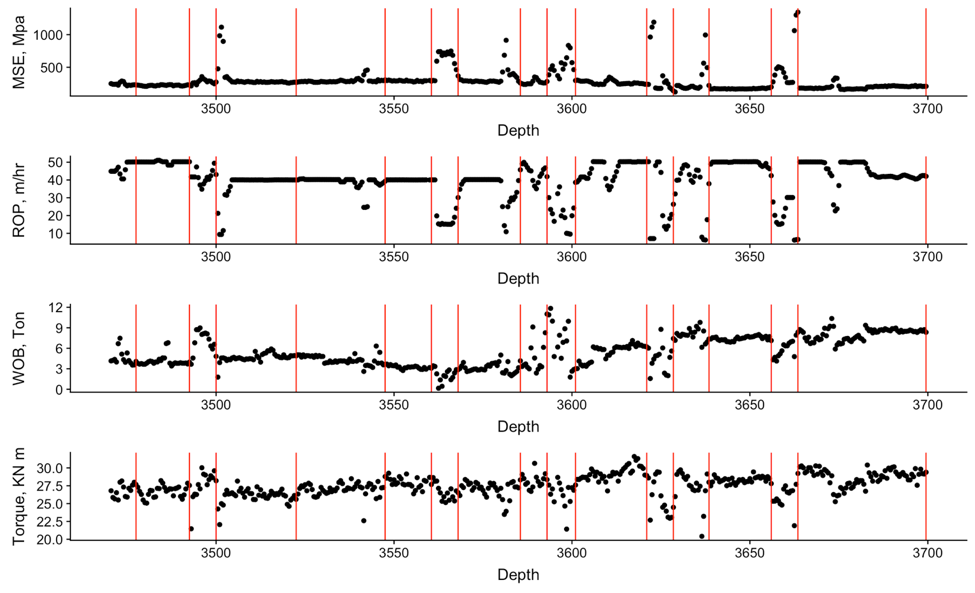 MSE, Mpa
1000
500
3500 3550 3600 3650 3700
Depth
ROP, m/hr
50
40
30
20
10
3500 3550 3600 3650 3700
Depth
WOB, Ton
12
9
6
3
0
3500 3550 3600 3650 3700
Depth
Torque, KN m
30.0
27.5
25.0
22.5
20.0
3500 3550 3600 3650 3700
Depth